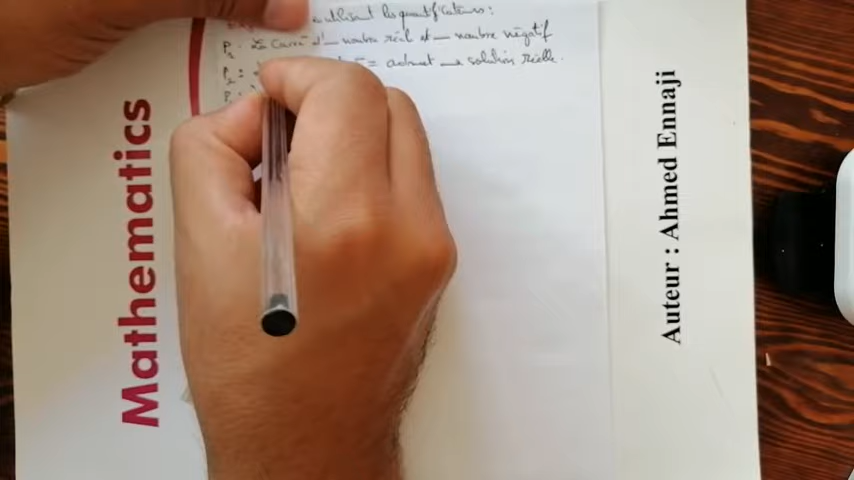 utilisant les quantificateurs :
P₁ : Le Carré d'un nombre réel est un nombre négatif
P₂ : = admet une solution réelle.
P
Mathematics
Auteur : Ahmed Ennaji